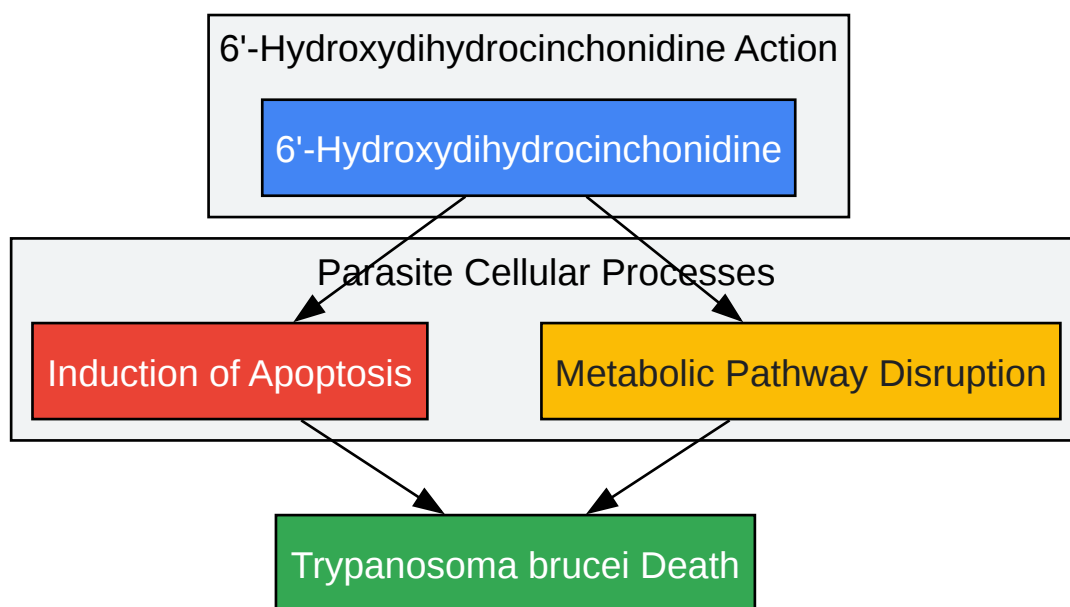 6'-Hydroxydihydrocinchonidine Action
6'-Hydroxydihydrocinchonidine
Parasite Cellular Processes
Induction of Apoptosis
Metabolic Pathway Disruption
Trypanosoma brucei Death